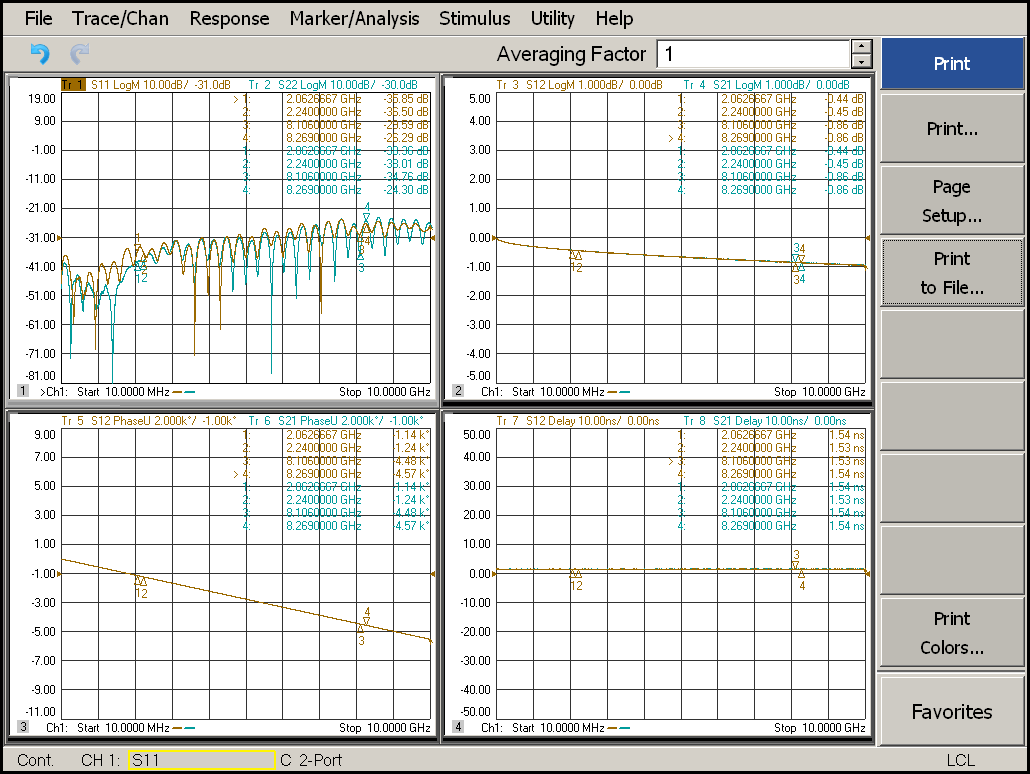 File Trace/Chan Response Marker/Analysis Stimulus Utility Help
Averaging Factor 1
Print
Print...
Page
Setup...
Print
to File...
Print
Colors...
Favorites
Tr 1 S11 LogM 10.00dB/ -31.0dB Tr 2 S22 LogM 10.00dB/ -30.0dB
>1: 2.0626667 GHz -35.85 dB
2: 2.2400000 GHz -35.50 dB
3: 8.1060000 GHz
4: 8.2690000 GHz -25.29 dB
1: 2.0626667 GHz
2: 2.2400000 GHz -38.01 dB
3: 8.1060000 GHz -34.76 dB
4: 8.2690000 GHz -24.30 dB
19.00
9.00
-1.00
-11.00
-21.00
-31.00
-41.00
-51.00
-61.00
-71.00
-81.00
1 >Ch1: Start 10.0000 MHz Stop 10.0000 GHz
Tr 3 S12 LogM 1.000dB/ 0.00dB Tr 4 S21 LogM 1.000dB/ 0.00dB
1: 2.0626667 GHz -0.44 dB
2: 2.2400000 GHz -0.45 dB
3: 8.1060000 GHz -0.86 dB
>4: 8.2690000 GHz -0.86 dB
1: 2.0626667 GHz -0.44 dB
2: 2.2400000 GHz -0.45 dB
3: 8.1060000 GHz -0.86 dB
4: 8.2690000 GHz -0.86 dB
5.00
4.00
3.00
2.00
1.00
0.00
-1.00
-2.00
-3.00
-4.00
-5.00
2 Ch1: Start 10.0000 MHz Stop 10.0000 GHz
Tr 5 S12 PhaseU 2.000k°/ -1.00k° Tr 6 S21 PhaseU 2.000k°/ -1.00k°
1: 2.0626667 GHz -1.14 k°
2: 2.2400000 GHz -1.24 k°
3: 8.1060000 GHz -4.48 k°
>4: 8.2690000 GHz -4.57 k°
1: 2.0626667 GHz -1.14 k°
2: 2.2400000 GHz -1.24 k°
3: 8.1060000 GHz -4.48 k°
4: 8.2690000 GHz -4.57 k°
9.00
7.00
5.00
3.00
1.00
-1.00
-3.00
-5.00
-7.00
-9.00
-11.00
3 Ch1: Start 10.0000 MHz Stop 10.0000 GHz
Tr 7 S12 Delay 10.00ns/ 0.00ns Tr 8 S21 Delay 10.00ns/ 0.00ns
1: 2.0626667 GHz 1.54 ns
2: 2.2400000 GHz 1.53 ns
>3: 8.1060000 GHz 1.53 ns
4: 8.2690000 GHz 1.54 ns
1: 2.0626667 GHz 1.54 ns
2: 2.2400000 GHz 1.53 ns
3: 8.1060000 GHz 1.54 ns
4: 8.2690000 GHz 1.54 ns
50.00
40.00
30.00
20.00
10.00
0.00
-10.00
-20.00
-30.00
-40.00
-50.00
4 Ch1: Start 10.0000 MHz Stop 10.0000 GHz
Cont. CH 1: S11 C 2-Port LCL